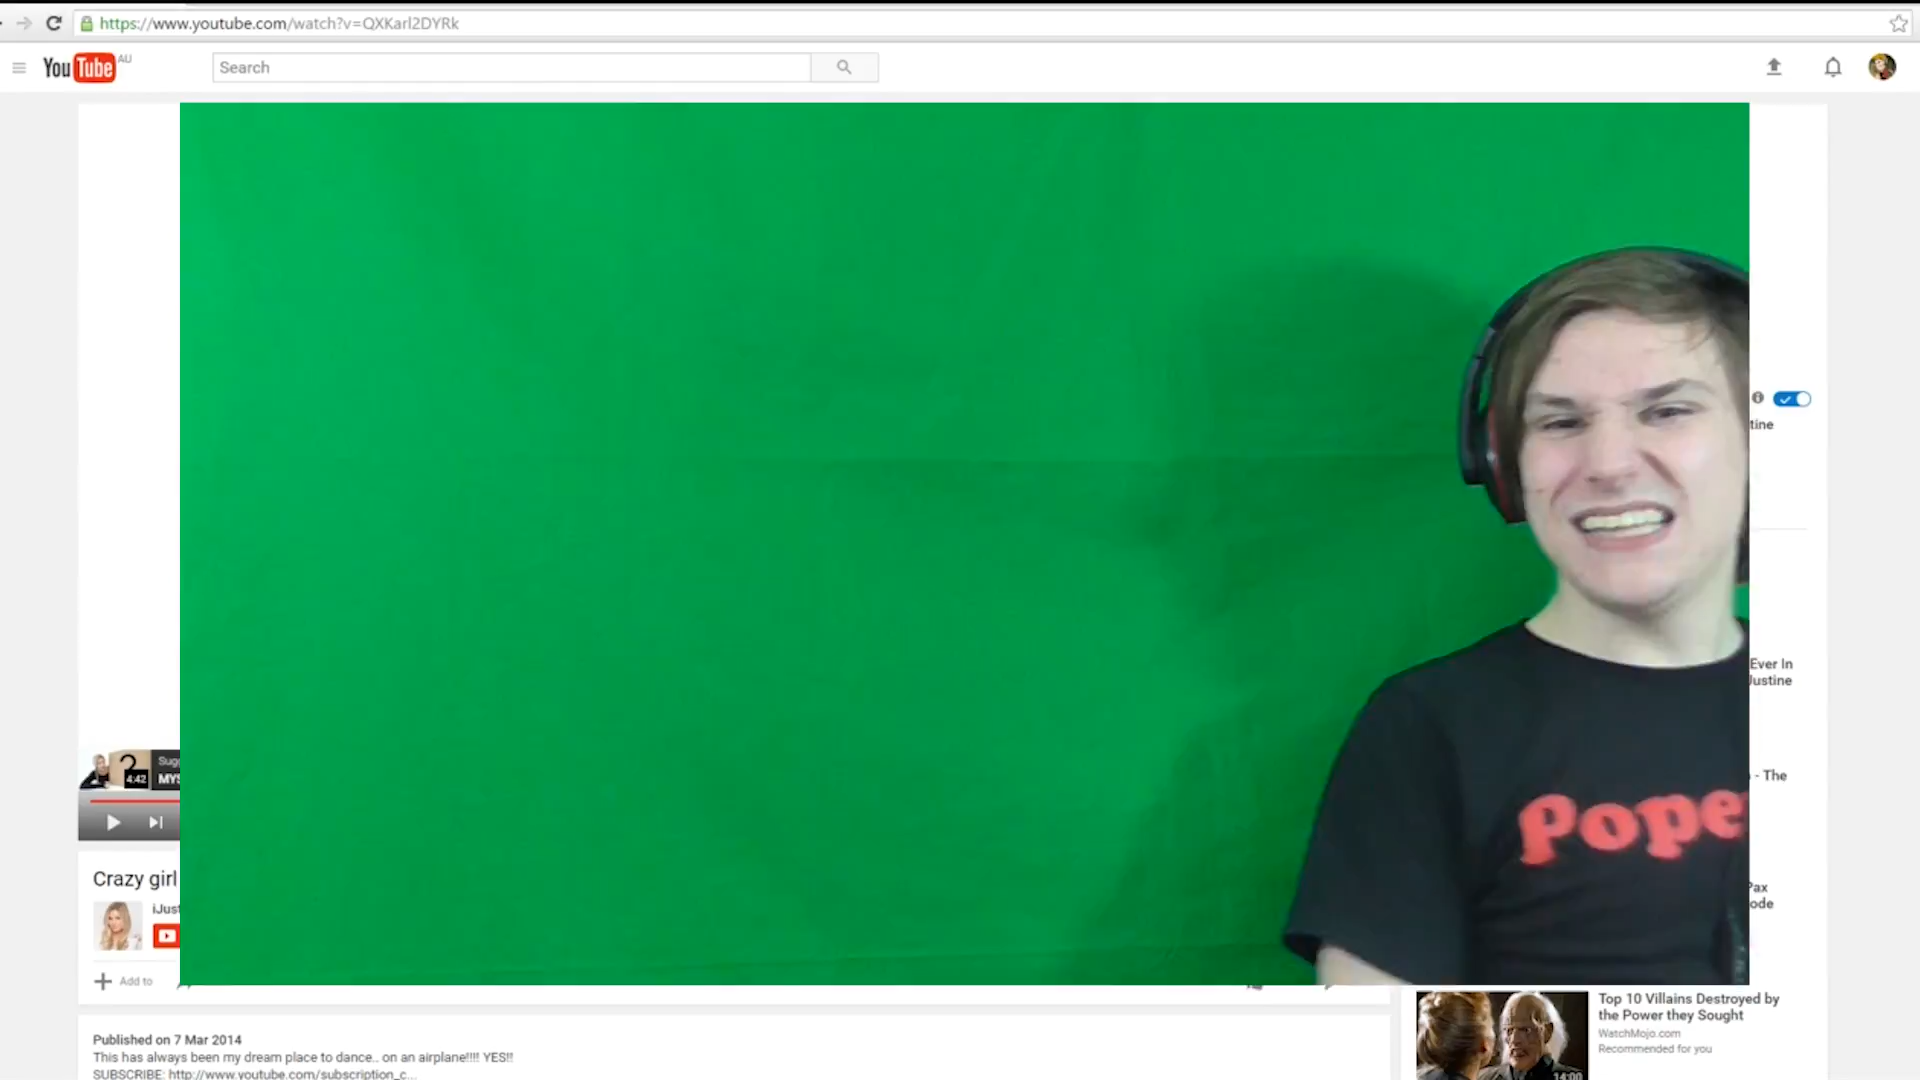 https://www.youtube.com/watch?v=QXKarl2DYRk
YouTube AU
Search
tine
Ever In
Justine
- The
Pax
ode
Pope
4:42
Sugg
MYS
Crazy girl
iJust
Add to
Published on 7 Mar 2014
This has always been my dream place to dance.. on an airplane!!!! YES!!
SUBSCRIBE: http://www.youtube.com/subscription_c...
Top 10 Villains Destroyed by
the Power they Sought
WatchMojo.com
Recommended for you
14:00